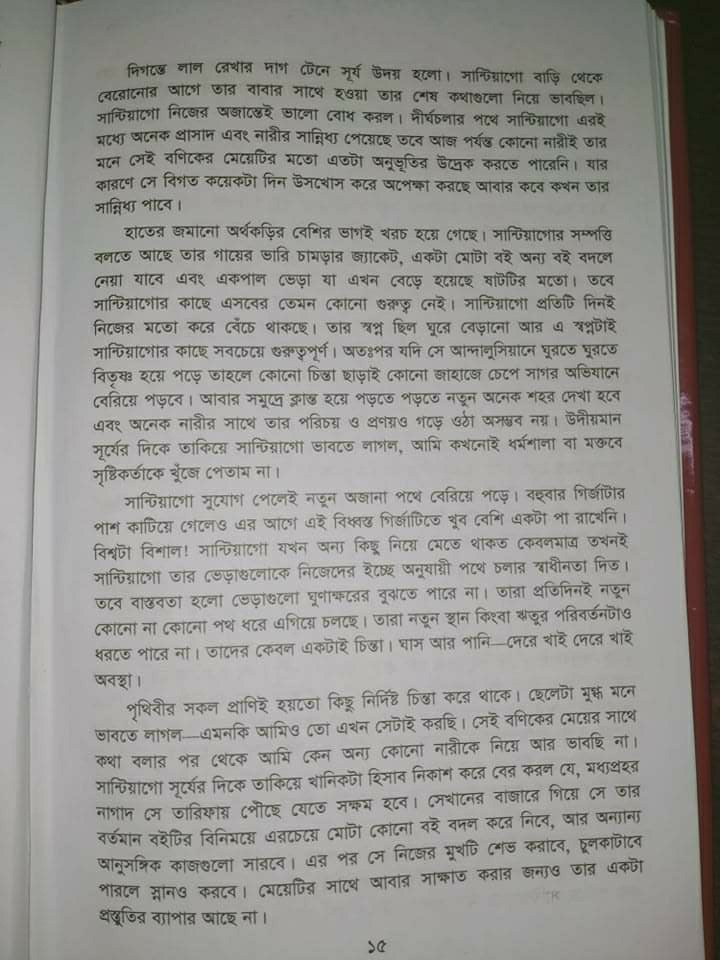 দিগন্তে লাল রেখার দাগ টেনে সূর্য উদয় হলো। সান্টিয়াগো বাড়ি থেকে
বেরোনোর আগে তার বাবার সাথে হওয়া তার শেষ কথাগুলো নিয়ে ভাবছিল।
সান্টিয়াগো নিজের অজান্তেই ভালো বোধ করল। দীর্ঘচলার পথে সান্টিয়াগো এরই
মধ্যে অনেক প্রাসাদ এবং নারীর সান্নিধ্য পেয়েছে তবে আজ পর্যন্ত কোনো নারীই তার
মনে সেই বণিকের মেয়েটির মতো এতটা অনুভূতির উদ্রেক করতে পারেনি। যার
কারণে সে বিগত কয়েকটা দিন উসখোস করে অপেক্ষা করছে আবার কবে কখন তার
সান্নিধ্য পাবে।
হাতের জমানো অর্থকড়ির বেশির ভাগই খরচ হয়ে গেছে। সান্টিয়াগোর সম্পত্তি
বলতে আছে তার গায়ের ভারি চামড়ার জ্যাকেট, একটা মোটা বই অন্য বই বদলে
নেয়া যাবে এবং একপাল ভেড়া যা এখন বেড়ে হয়েছে ষাটটির মতো। তবে
সান্টিয়াগোর কাছে এসবের তেমন কোনো গুরুত্ব নেই। সান্টিয়াগো প্রতিটি দিনই
নিজের মতো করে বেঁচে থাকছে। তার স্বপ্ন ছিল ঘুরে বেড়ানো আর এ স্বপ্নটাই
সান্টিয়াগোর কাছে সবচেয়ে গুরুত্বপূর্ণ। অতঃপর যদি সে আন্দালুসিয়ানে ঘুরতে ঘুরতে
বিতৃষ্ণ হয়ে পড়ে তাহলে কোনো চিন্তা ছাড়াই কোনো জাহাজে চেপে সাগর অভিযানে
বেরিয়ে পড়বে। আবার সমুদ্রে ক্লান্ত হয়ে পড়তে পড়তে নতুন অনেক শহর দেখা হবে
এবং অনেক নারীর সাথে তার পরিচয় ও প্রণয়ও গড়ে ওঠা অসম্ভব নয়। উদীয়মান
সূর্যের দিকে তাকিয়ে সান্টিয়াগো ভাবতে লাগল, আমি কখনোই ধর্মশালা বা মক্তবে
সৃষ্টিকর্তাকে খুঁজে পেতাম না।
সান্টিয়াগো সুযোগ পেলেই নতুন অজানা পথে বেরিয়ে পড়ে। বহুবার গির্জাটার
পাশ কাটিয়ে গেলেও এর আগে এই বিধ্বস্ত গির্জাটিতে খুব বেশি একটা পা রাখেনি।
বিশ্বটা বিশাল! সান্টিয়াগো যখন অন্য কিছু নিয়ে মেতে থাকত কেবলমাত্র তখনই
সান্টিয়াগো তার ভেড়াগুলোকে নিজেদের ইচ্ছে অনুযায়ী পথে চলার স্বাধীনতা দিত।
তবে বাস্তবতা হলো ভেড়াগুলো ঘুণাক্ষরের বুঝতে পারে না। তারা প্রতিদিনই নতুন
কোনো না কোনো পথ ধরে এগিয়ে চলছে। তারা নতুন স্থান কিংবা ঋতুর পরিবর্তনটাও
ধরতে পারে না। তাদের কেবল একটাই চিন্তা। ঘাস আর পানি—দেরে খাই দেরে খাই
অবস্থা।
পৃথিবীর সকল প্রাণিই হয়তো কিছু নির্দিষ্ট চিন্তা করে থাকে। ছেলেটা মুগ্ধ মনে
ভাবতে লাগল—এমনকি আমিও তো এখন সেটাই করছি। সেই বণিকের মেয়ের সাথে
কথা বলার পর থেকে আমি কেন অন্য কোনো নারীকে নিয়ে আর ভাবছি না।
সান্টিয়াগো সূর্যের দিকে তাকিয়ে খানিকটা হিসাব নিকাশ করে বের করল যে, মধ্যপ্রহর
নাগাদ সে তারিফায় পৌঁছে যেতে সক্ষম হবে। সেখানের বাজারে গিয়ে সে তার
বর্তমান বইটির বিনিময়ে এরচেয়ে মোটা কোনো বই বদল করে নিবে, আর অন্যান্য
আনুসঙ্গিক কাজগুলো সারবে। এর পর সে নিজের মুখটি শেভ করাবে, চুলকাটাবে
পারলে স্নানও করবে। মেয়েটির সাথে আবার সাক্ষাত করার জন্যও তার একটা
প্রস্তুতির ব্যাপার আছে না।
১৫